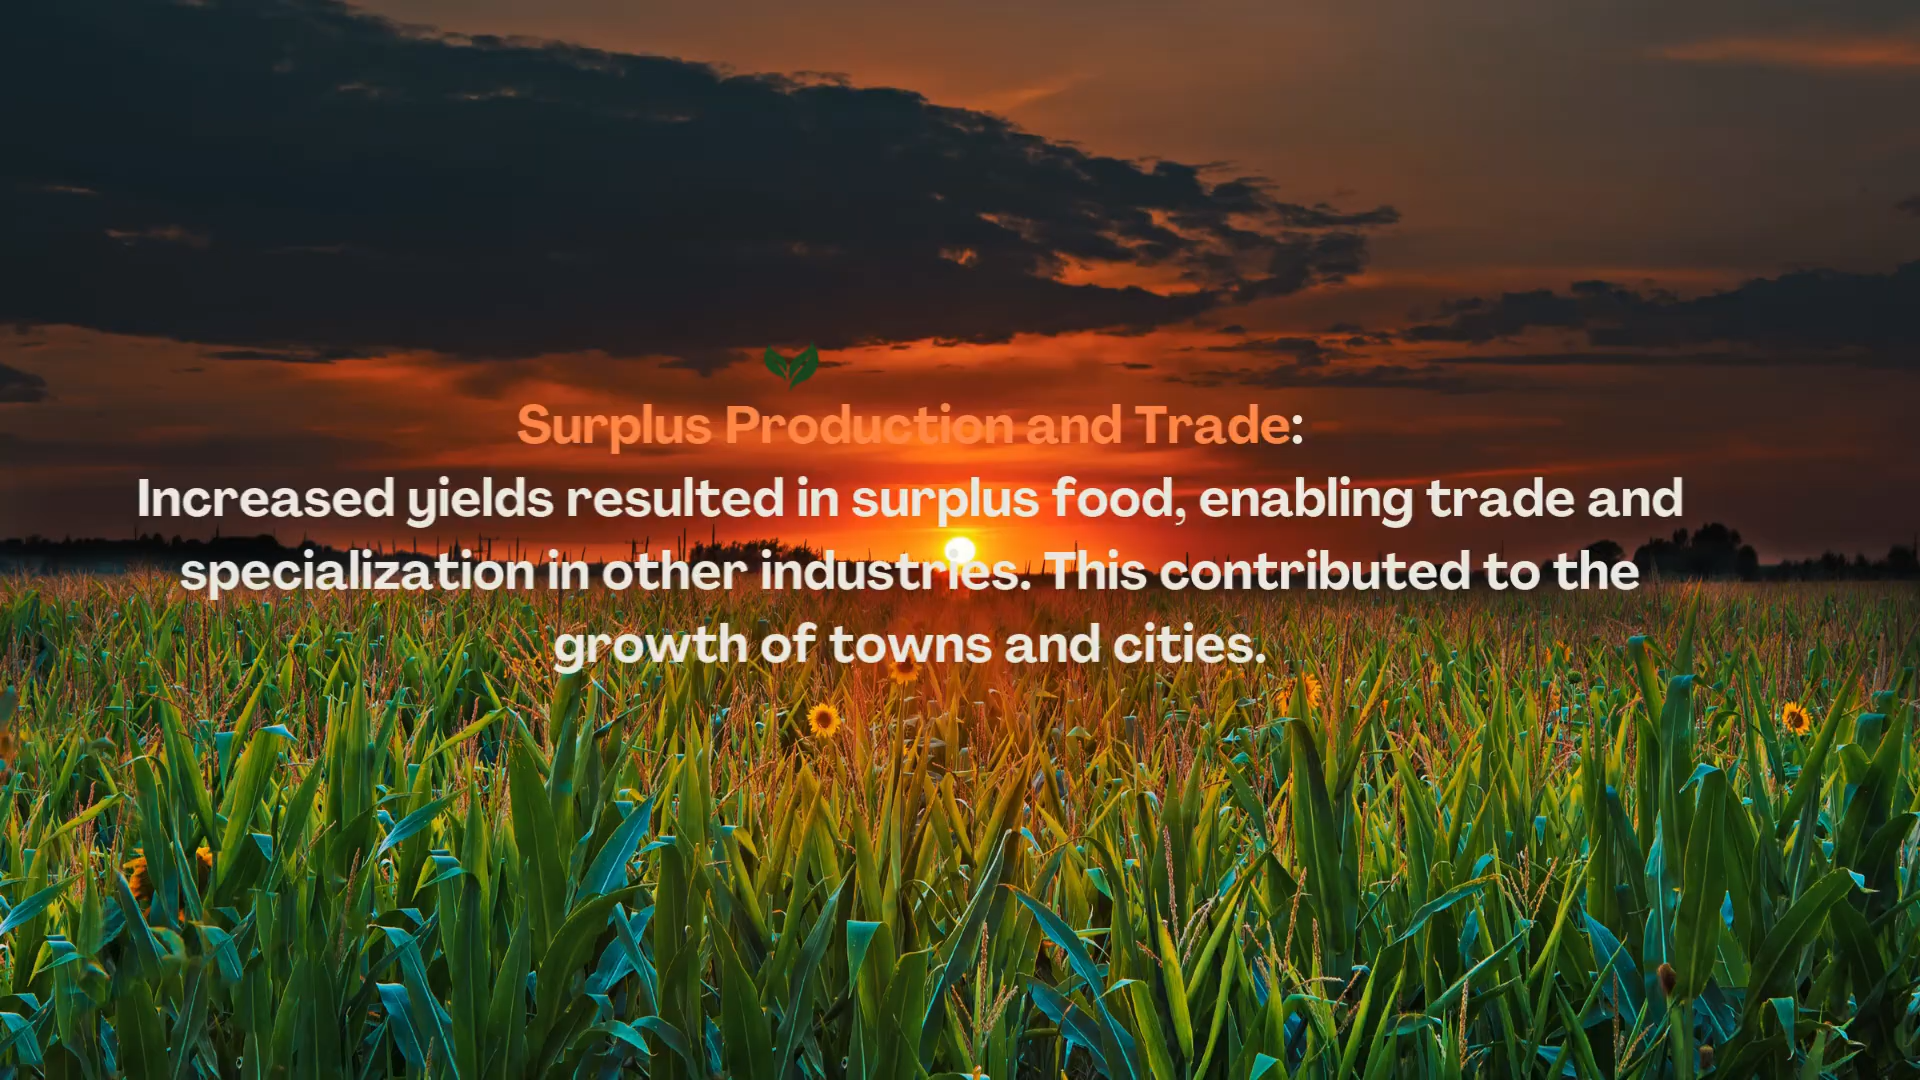 Surplus Production and Trade:
Increased yields resulted in surplus food, enabling trade and
specialization in other industries. This contributed to the
growth of towns and cities.